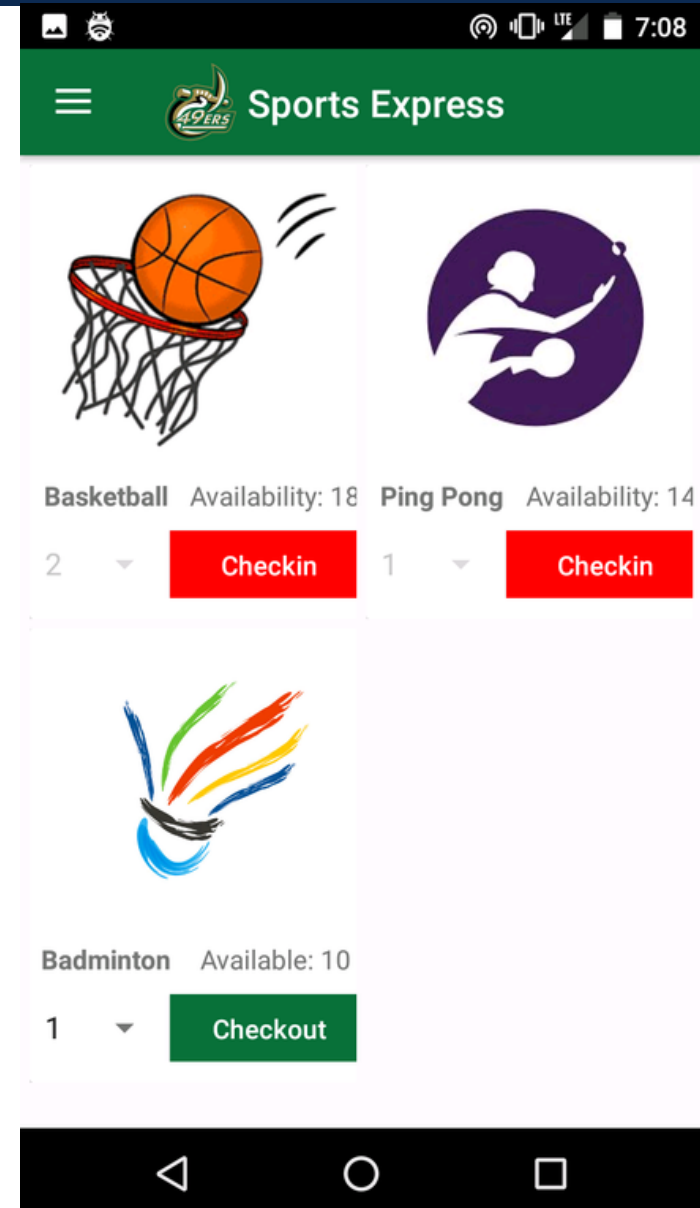 7:08
LTE
49ERS
Sports Express
Basketball Availability: 18
Ping Pong Availability: 14
2 Checkin
1 Checkin
Badminton Available: 10
1 Checkout